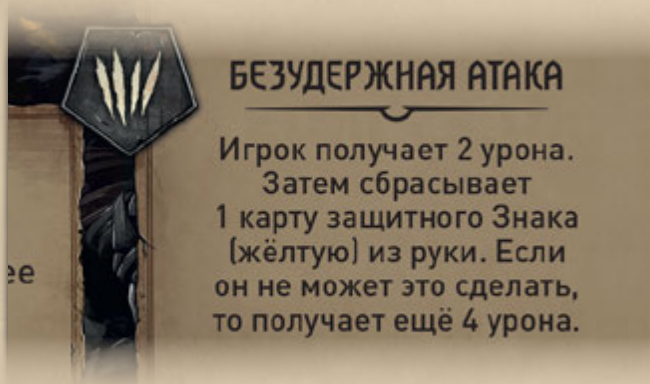 БЕЗУДЕРЖНАЯ АТАКА
Игрок получает 2 урона.
Затем сбрасывает
1 карту защитного Знака
(жёлтую) из руки. Если
ее
он не может это сделать,
то получает ещё 4 урона.